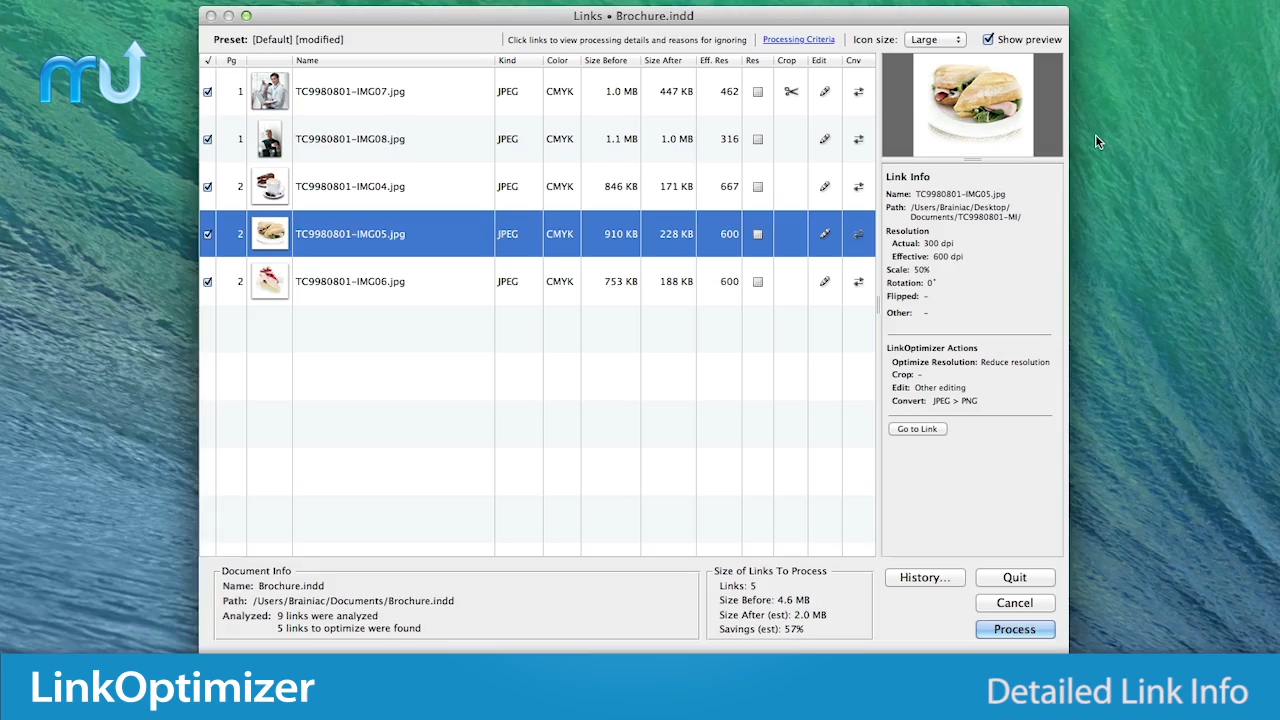 mu
Links • Brochure.indd
Preset: [Default] [modified]
Click links to view processing details and reasons for ignoring
Processing Criteria
Icon size: Large
Show preview
✓ Pg Name Kind Color Size Before Size After Eff. Res Res Crop Edit Cnv
1 TC9980801-IMG07.jpg JPEG CMYK 1.0 MB 447 KB 462
1 TC9980801-IMG08.jpg JPEG CMYK 1.1 MB 1.0 MB 316
2 TC9980801-IMG04.jpg JPEG CMYK 846 KB 171 KB 667
2 TC9980801-IMG05.jpg JPEG CMYK 910 KB 228 KB 600
2 TC9980801-IMG06.jpg JPEG CMYK 753 KB 188 KB 600
Link Info
Name: TC9980801-IMG05.jpg
Path: /Users/Brainiac/Desktop/
Documents/TC9980801-MI/
Resolution
Actual: 300 dpi
Effective: 600 dpi
Scale: 50%
Rotation: 0°
Flipped: -
Other: -
LinkOptimizer Actions
Optimize Resolution: Reduce resolution
Crop: -
Edit: Other editing
Convert: JPEG > PNG
Go to Link
Document Info
Name: Brochure.indd
Path: /Users/Brainiac/Documents/Brochure.indd
Analyzed: 9 links were analyzed
5 links to optimize were found
Size of Links To Process
Links: 5
Size Before: 4.6 MB
Size After (est): 2.0 MB
Savings (est): 57%
History...
Quit
Cancel
Process
LinkOptimizer
Detailed Link Info